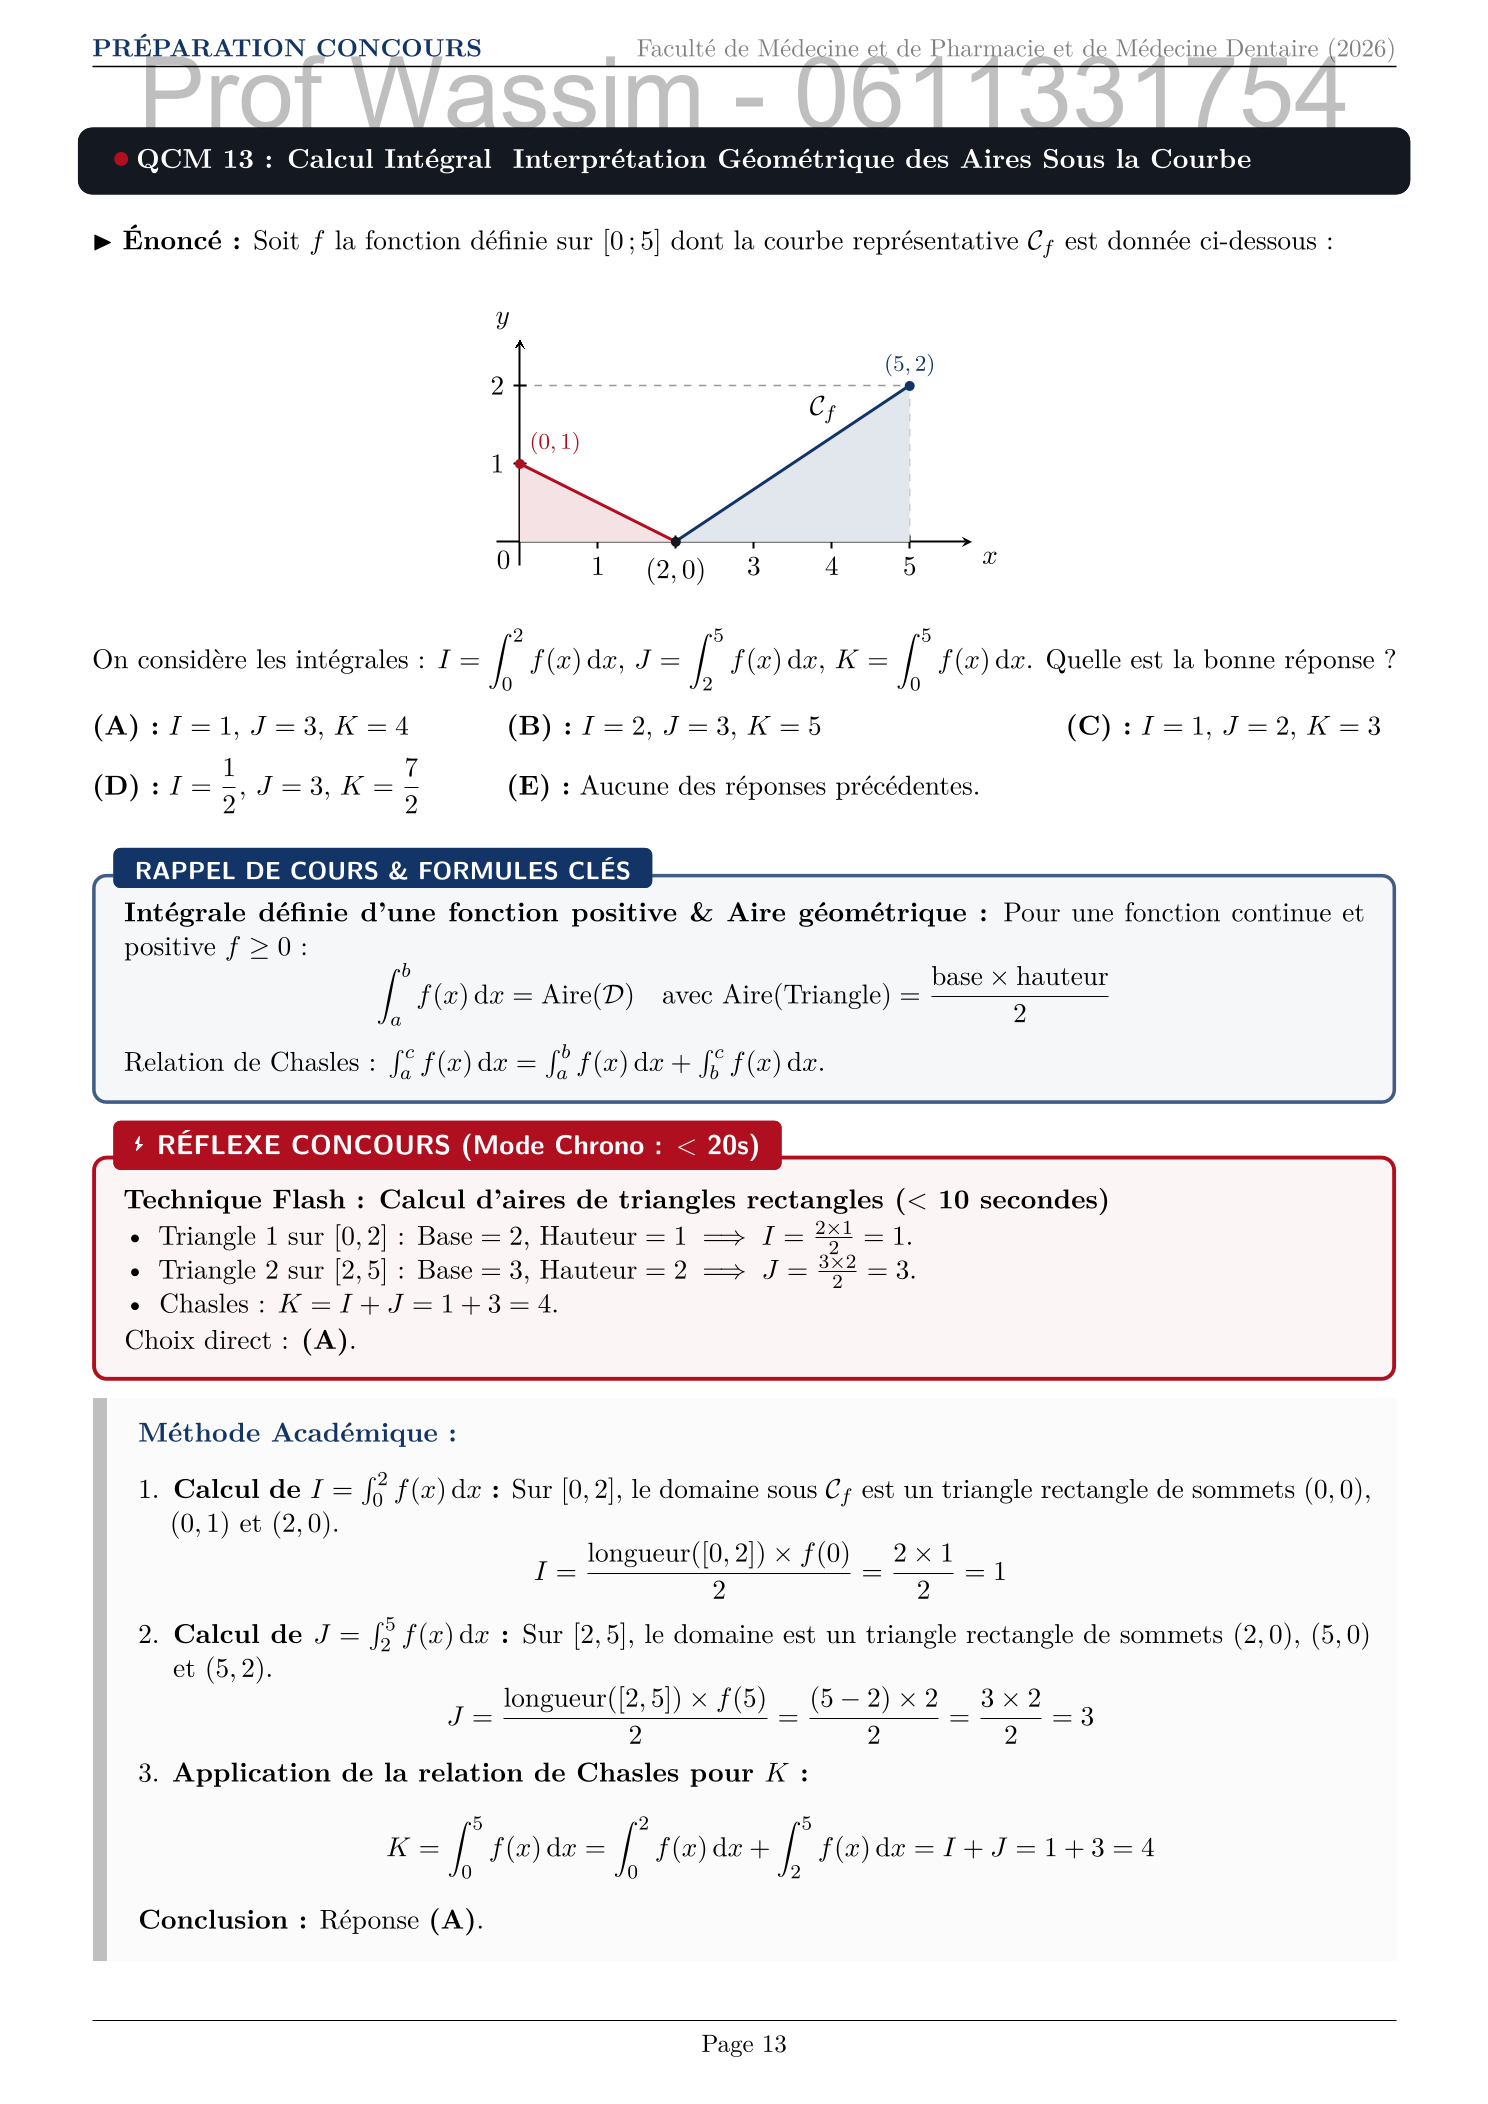 PRÉPARATION CONCOURS Faculté de Médecine et de Pharmacie et de Médecine Dentaire (2026)
Prof Wassim - 0611331754
QCM 13 : Calcul Intégral Interprétation Géométrique des Aires Sous la Courbe
► Énoncé : Soit f la fonction définie sur [0 ; 5] dont la courbe représentative 𝒞_f est donnée ci-dessous :
y
(5, 2)
2
𝒞_f
(0, 1)
1
0 1 (2, 0) 3 4 5 x
On considère les intégrales : I = ∫_0^2 f(x) dx, J = ∫_2^5 f(x) dx, K = ∫_0^5 f(x) dx. Quelle est la bonne réponse ?
(A) : I = 1, J = 3, K = 4 (B) : I = 2, J = 3, K = 5 (C) : I = 1, J = 2, K = 3
(D) : I = 1/2, J = 3, K = 7/2 (E) : Aucune des réponses précédentes.
RAPPEL DE COURS & FORMULES CLÉS
Intégrale définie d'une fonction positive & Aire géométrique : Pour une fonction continue et
positive f ≥ 0 :
∫_a^b f(x) dx = Aire(𝒟) avec Aire(Triangle) = (base × hauteur)/2
Relation de Chasles : ∫_a^c f(x) dx = ∫_a^b f(x) dx + ∫_b^c f(x) dx.
RÉFLEXE CONCOURS (Mode Chrono : < 20s)
Technique Flash : Calcul d'aires de triangles rectangles (< 10 secondes)
• Triangle 1 sur [0, 2] : Base = 2, Hauteur = 1 ⟹ I = (2×1)/2 = 1.
• Triangle 2 sur [2, 5] : Base = 3, Hauteur = 2 ⟹ J = (3×2)/2 = 3.
• Chasles : K = I + J = 1 + 3 = 4.
Choix direct : (A).
Méthode Académique :
1. Calcul de I = ∫_0^2 f(x) dx : Sur [0, 2], le domaine sous 𝒞_f est un triangle rectangle de sommets (0, 0),
(0, 1) et (2, 0).
I = (longueur([0, 2]) × f(0))/2 = (2 × 1)/2 = 1
2. Calcul de J = ∫_2^5 f(x) dx : Sur [2, 5], le domaine est un triangle rectangle de sommets (2, 0), (5, 0)
et (5, 2).
J = (longueur([2, 5]) × f(5))/2 = ((5 − 2) × 2)/2 = (3 × 2)/2 = 3
3. Application de la relation de Chasles pour K :
K = ∫_0^5 f(x) dx = ∫_0^2 f(x) dx + ∫_2^5 f(x) dx = I + J = 1 + 3 = 4
Conclusion : Réponse (A).
Page 13